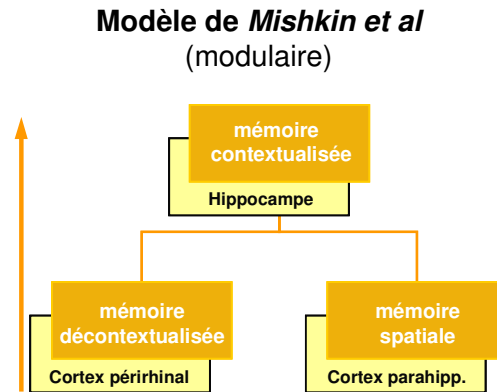 Modèle de Mishkin et al
(modulaire)
mémoire
contextualisée
Hippocampe
mémoire
décontextualisée
Cortex périrhinal
mémoire
spatiale
Cortex parahipp.